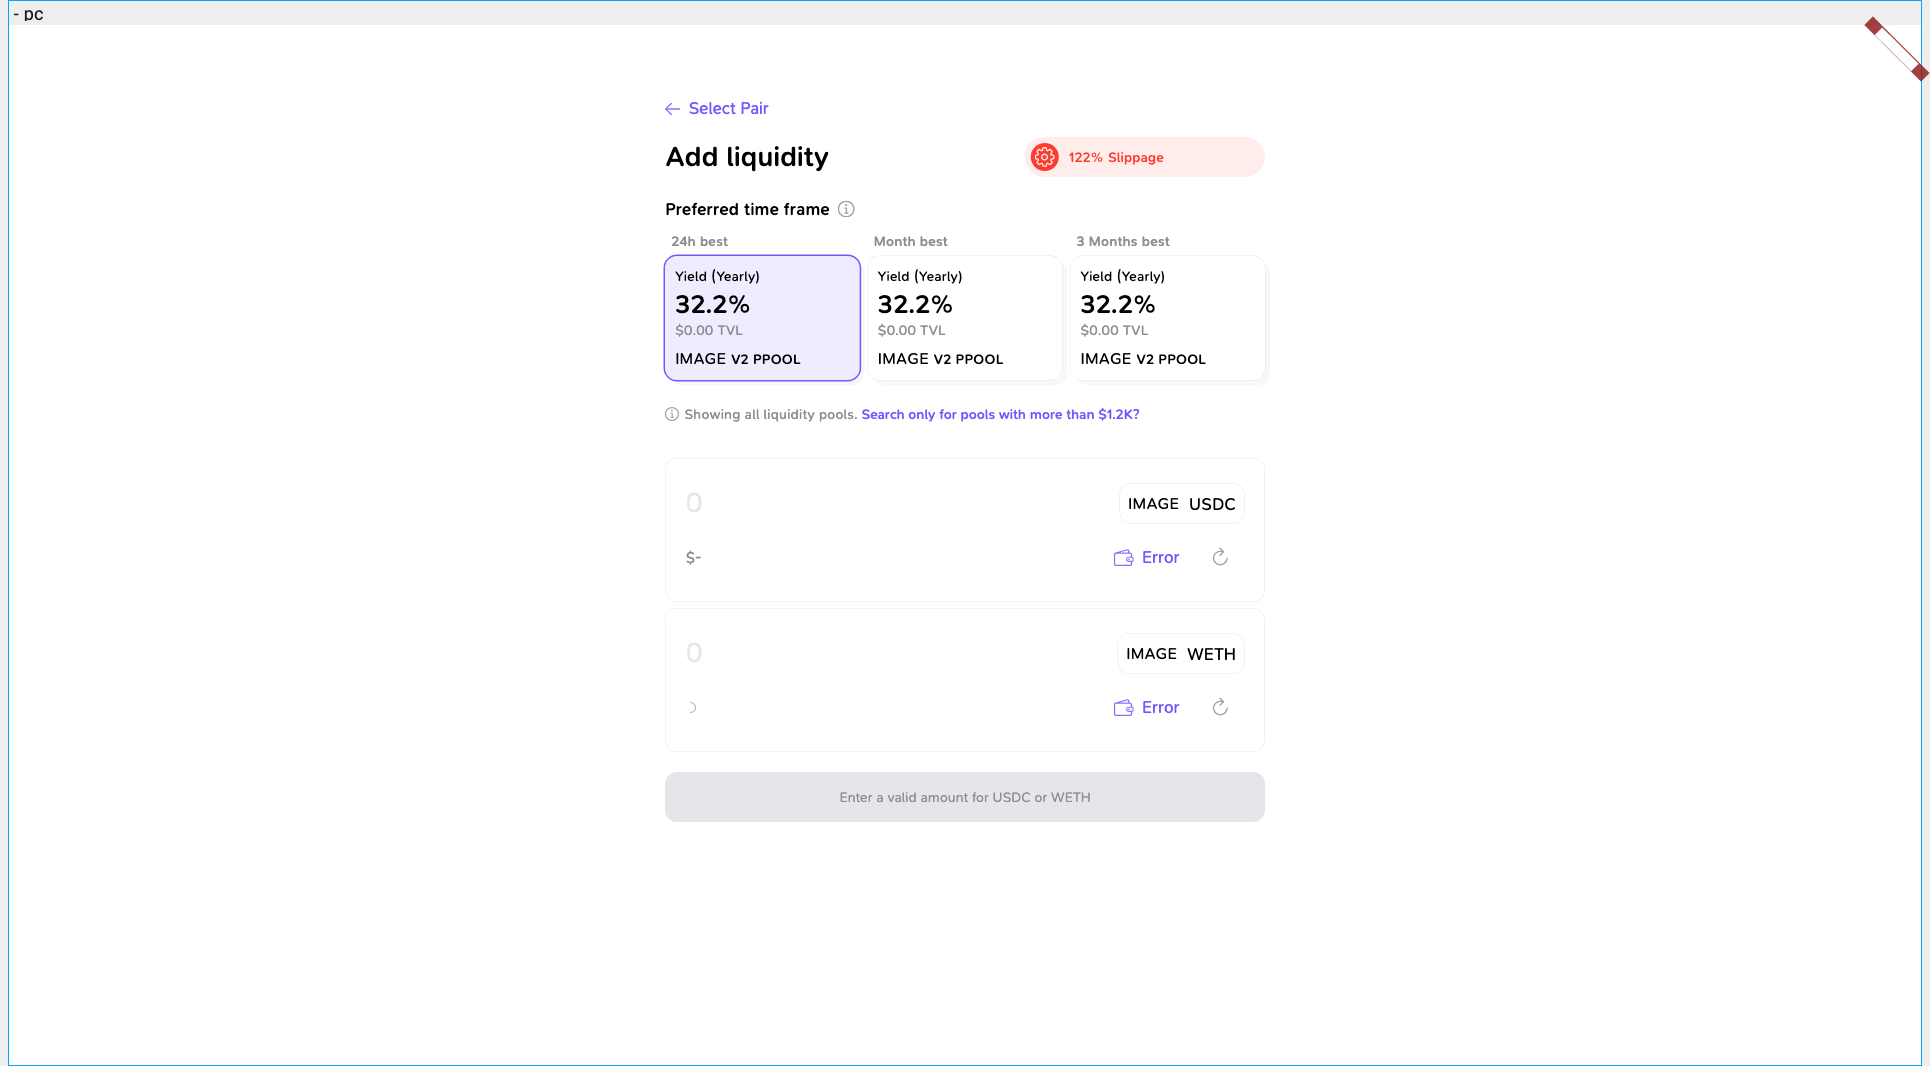 - pc
Select Pair
Add liquidity
122% Slippage
Preferred time frame
24h best
Month best
3 Months best
Yield (Yearly)
32.2%
$0.00 TVL
IMAGE V2 PPOOL
Yield (Yearly)
32.2%
$0.00 TVL
IMAGE V2 PPOOL
Yield (Yearly)
32.2%
$0.00 TVL
IMAGE V2 PPOOL
Showing all liquidity pools. Search only for pools with more than $1.2K?
0
IMAGE USDC
$-
Error
0
IMAGE WETH
Error
Enter a valid amount for USDC or WETH